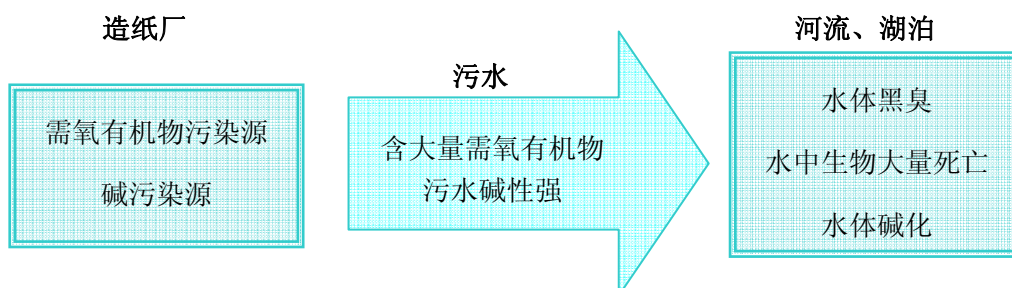 造纸厂
需氧有机物污染源
碱污染源
污水
含大量需氧有机物
污水碱性强
河流、湖泊
水体黑臭
水中生物大量死亡
水体碱化